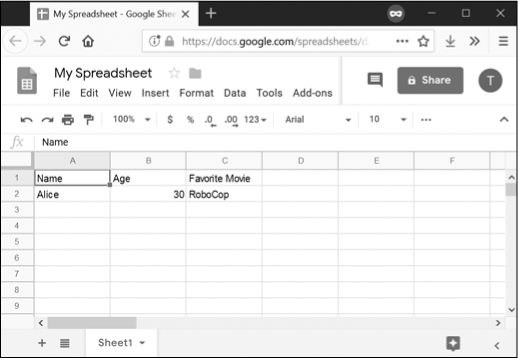 My Spreadsheet - Google Shee
https://docs.google.com/spreadsheets/d
My Spreadsheet
File Edit View Insert Format Data Tools Add-ons
Share
T
100% $ % .0 .00 123 Arial 10
fx Name
A B C D E F
1 Name Age Favorite Movie
2 Alice 30 RoboCop
3
4
5
6
7
8
9
Sheet1